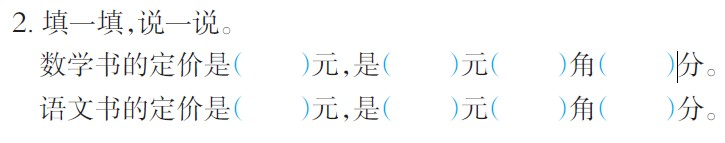 2. 填一填,说一说。
数学书的定价是(　　)元,是(　　)元(　　)角(　　)分。
语文书的定价是(　　)元,是(　　)元(　　)角(　　)分。